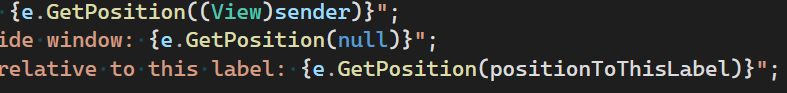 {e.GetPosition((View)sender)}";
ide window: {e.GetPosition(null)}";
relative to this label: {e.GetPosition(positionToThisLabel)}";